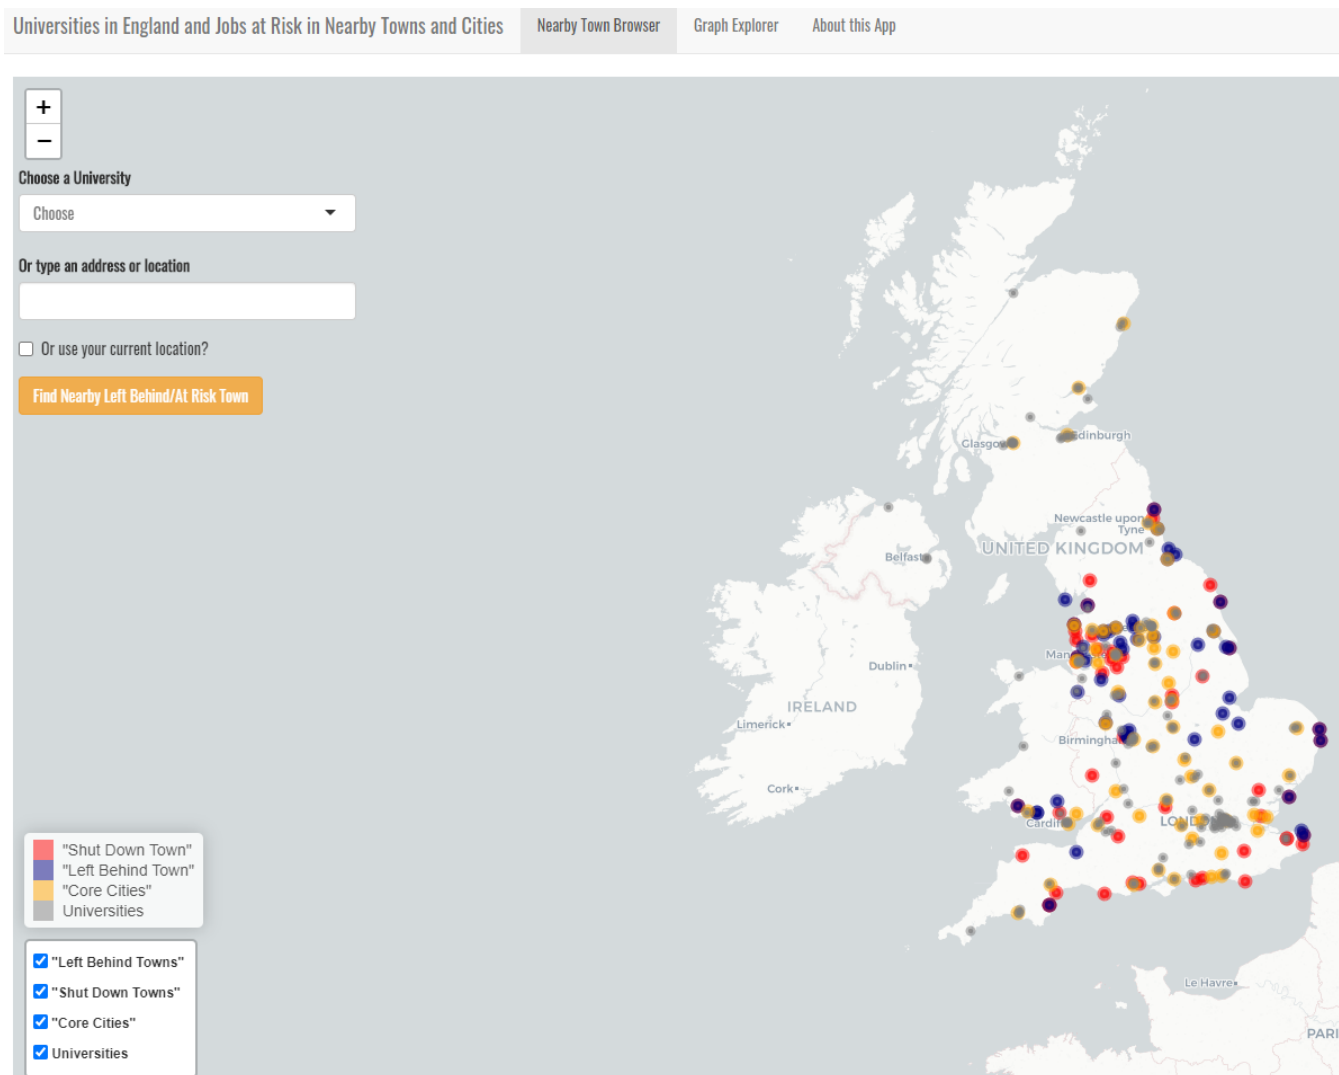 Universities in England and Jobs at Risk in Nearby Towns and Cities
Nearby Town Browser
Graph Explorer
About this App
+
−
Choose a University
Choose
Or type an address or location
Or use your current location?
Find Nearby Left Behind/At Risk Town
Glasgow
Edinburgh
Newcastle upon
Tyne
UNITED KINGDOM
Belfast
Dublin
IRELAND
Limerick
Cork
Man
Birmingha
Cardiff
LONDON
Le Havre
PARI
"Shut Down Town"
"Left Behind Town"
"Core Cities"
Universities
"Left Behind Towns"
"Shut Down Towns"
"Core Cities"
Universities